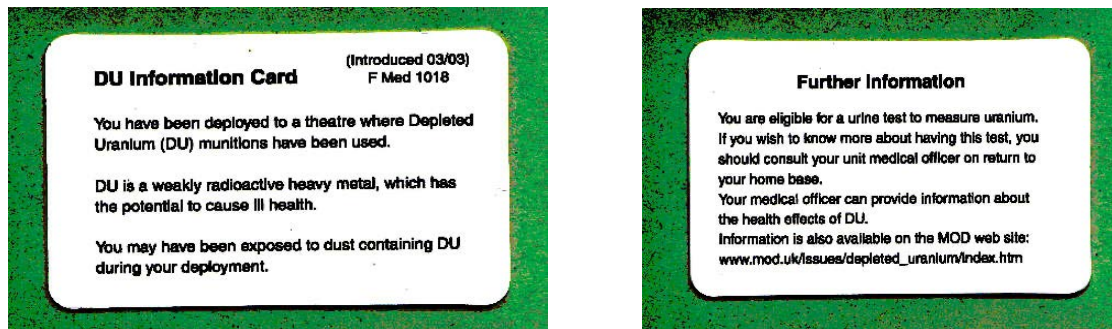 (Introduced 03/03)
DU Information Card
F Med 1018
You have been deployed to a theatre where Depleted
Uranium (DU) munitions have been used.
DU is a weakly radioactive heavy metal, which has
the potential to cause ill health.
You may have been exposed to dust containing DU
during your deployment.
Further Information
You are eligible for a urine test to measure uranium.
If you wish to know more about having this test, you
should consult your unit medical officer on return to
your home base.
Your medical officer can provide information about
the health effects of DU.
Information is also available on the MOD web site:
www.mod.uk/issues/depleted_uranium/index.htm